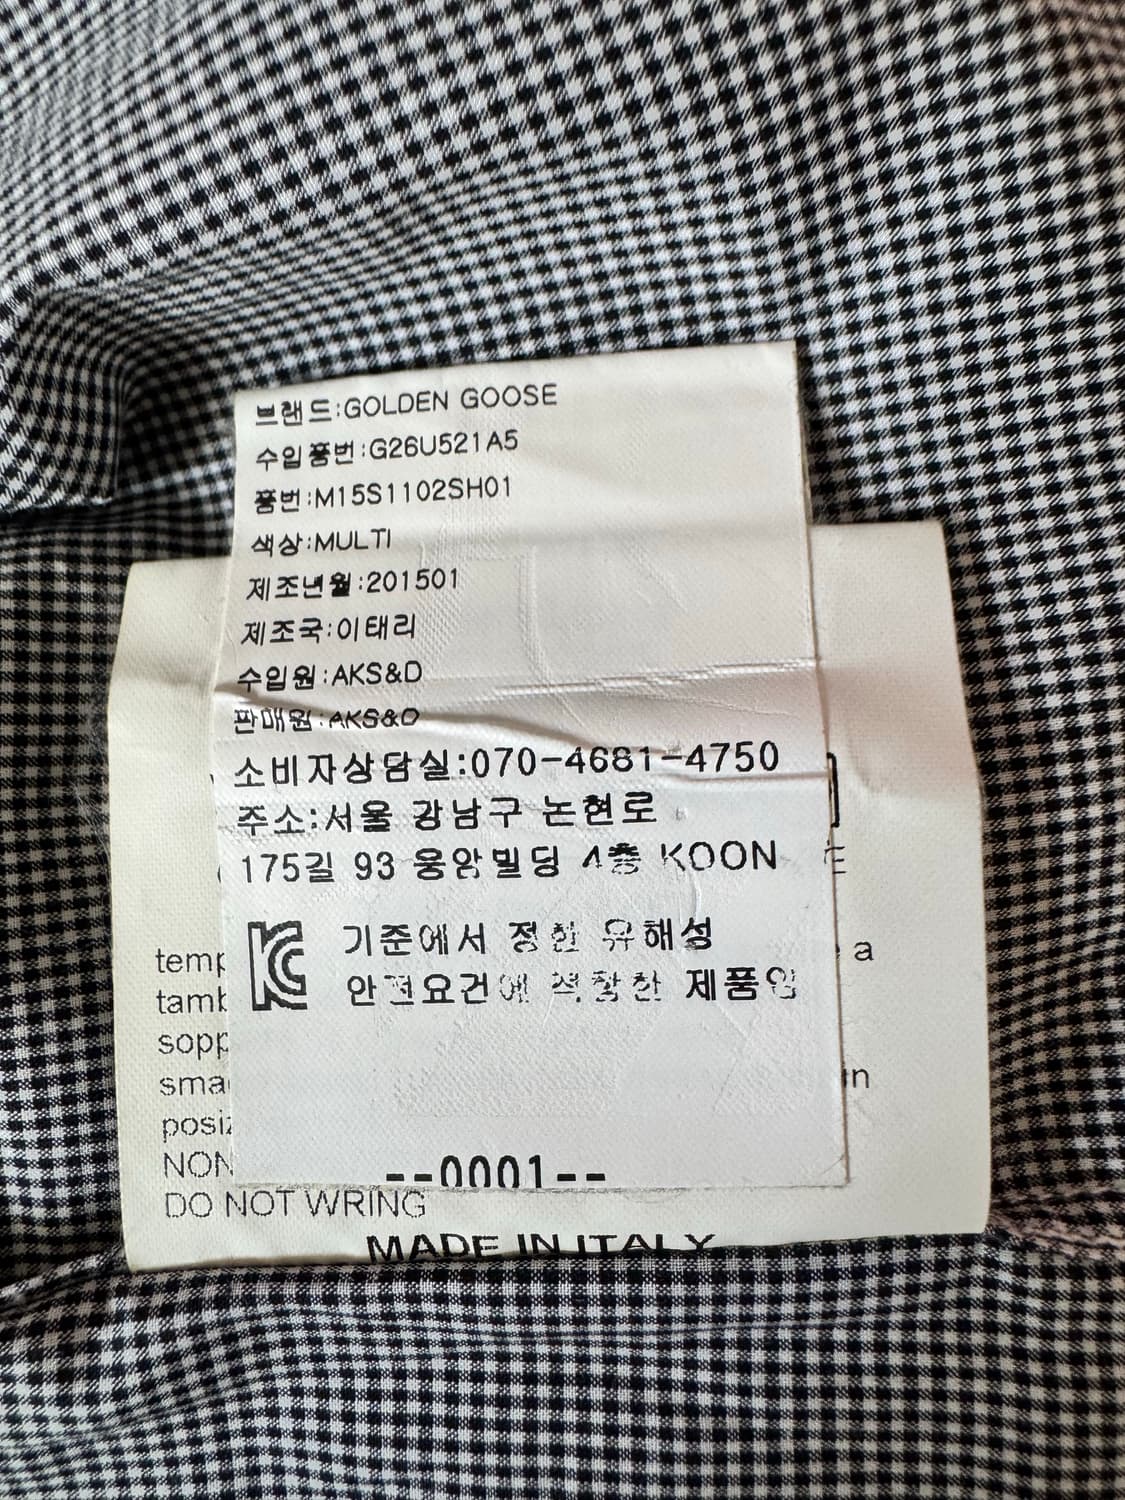 브랜드:GOLDEN GOOSE
수입품번:G26U521A5
품번:M15S1102SH01
색상:MULTI
제조년월:201501
제조국:이태리
수입원:AKS&D
판매원:AKS&D
소비자상담실:070-4681-4750
주소:서울 강남구 논현로
175길 93 웅암빌딩 4층 KOON
기준에서 정한 유해성
안전요건에 적합한 제품임
--0001--
temp
a
tamb
sopp
sma
in
posiz
NON
DO NOT WRING
MADE IN ITALY